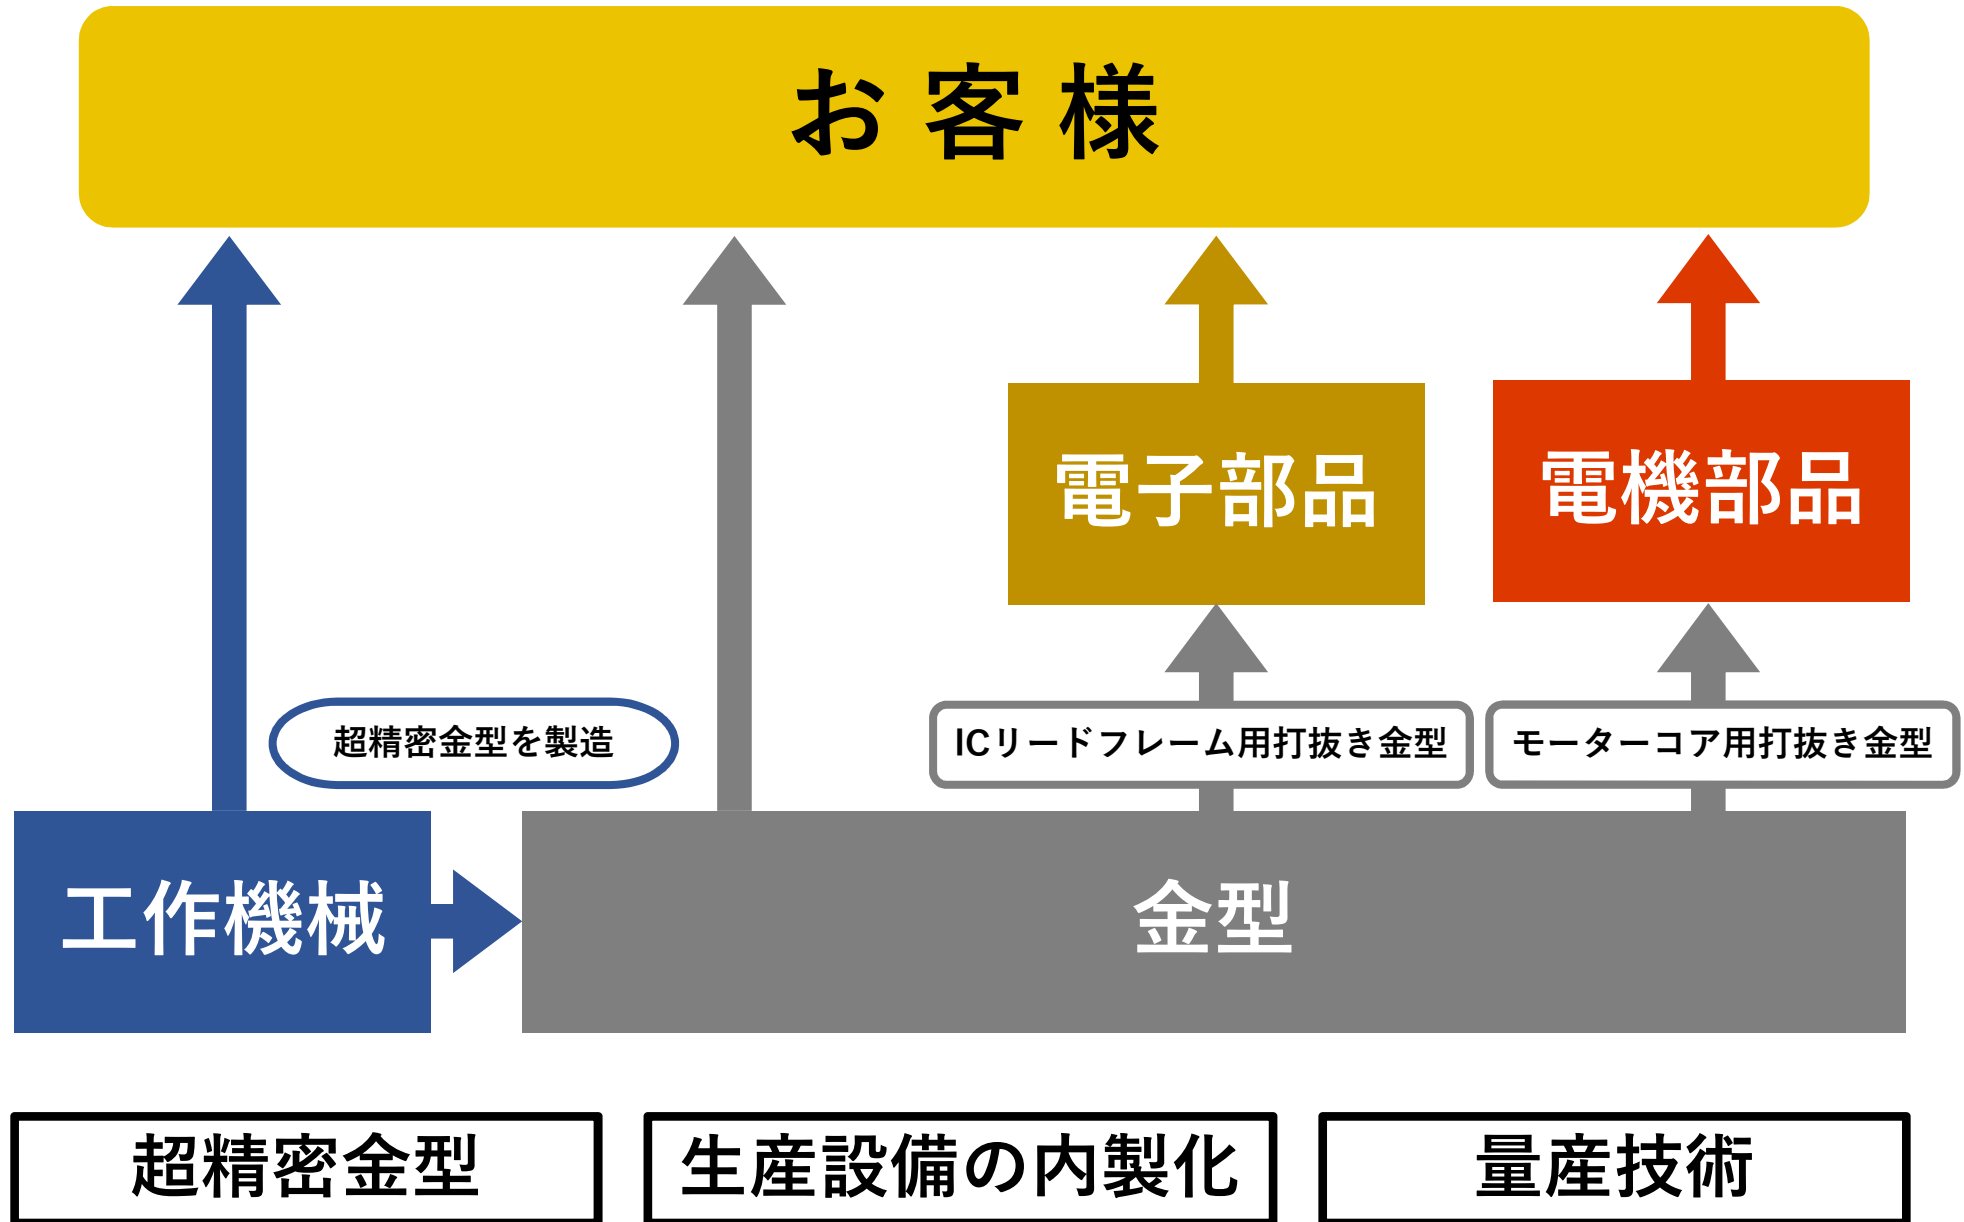 お客様
電子部品
電機部品
超精密金型を製造
ICリードフレーム用打抜き金型
モーターコア用打抜き金型
工作機械
金型
超精密金型
生産設備の内製化
量産技術